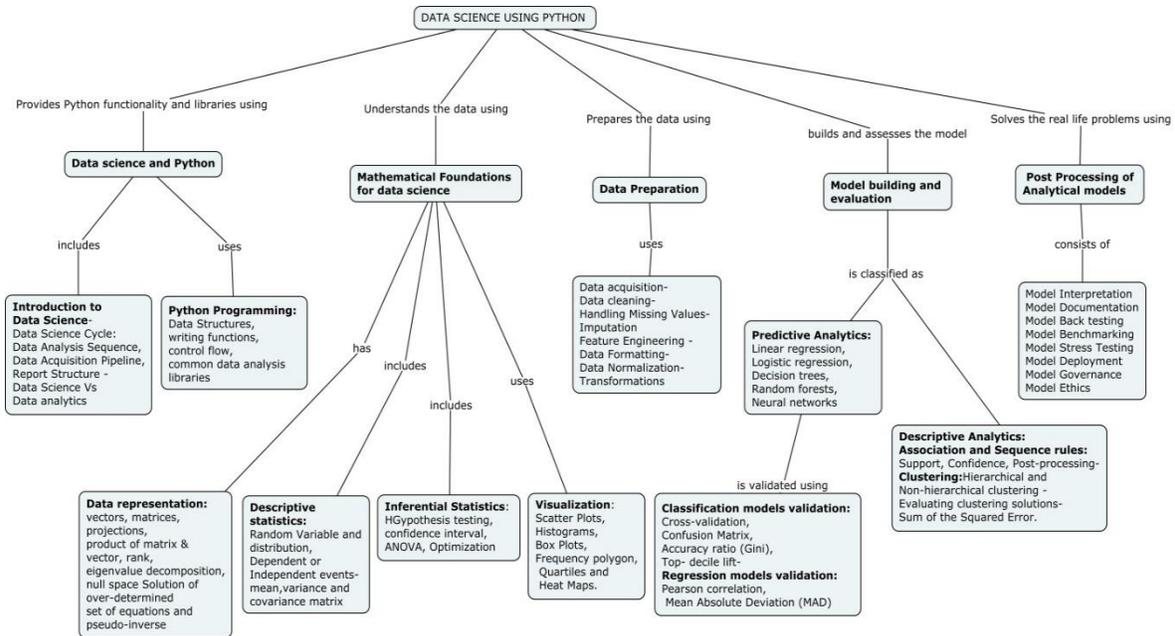 DATA SCIENCE USING PYTHON
Provides Python functionality and libraries using
Understands the data using
Prepares the data using
builds and assesses the model
Solves the real life problems using
Data science and Python
Mathematical Foundations
for data science
Data Preparation
Model building and
evaluation
Post Processing of
Analytical models
includes
uses
uses
is classified as
consists of
Introduction to
Data Science-
Data Science Cycle:
Data Analysis Sequence,
Data Acquisition Pipeline,
Report Structure -
Data Science Vs
Data analytics
Python Programming:
Data Structures,
writing functions,
control flow,
common data analysis
libraries
has
includes
includes
uses
Data acquisition-
Data cleaning-
Handling Missing Values-
Imputation
Feature Engineering -
Data Formatting-
Data Normalization-
Transformations
Predictive Analytics:
Linear regression,
Logistic regression,
Decision trees,
Random forests,
Neural networks
Model Interpretation
Model Documentation
Model Back testing
Model Benchmarking
Model Stress Testing
Model Deployment
Model Governance
Model Ethics
Descriptive Analytics:
Association and Sequence rules:
Support, Confidence, Post-processing-
Clustering:Hierarchical and
Non-hierarchical clustering -
Evaluating clustering solutions-
Sum of the Squared Error.
is validated using
Data representation:
vectors, matrices,
projections,
product of matrix &
vector, rank,
eigenvalue decomposition,
null space Solution of
over-determined
set of equations and
pseudo-inverse
Descriptive
statistics:
Random Variable and
distribution,
Dependent or
Independent events-
mean,variance and
covariance matrix
Inferential Statistics:
HGypothesis testing,
confidence interval,
ANOVA, Optimization
Visualization:
Scatter Plots,
Histograms,
Box Plots,
Frequency polygon,
Quartiles and
Heat Maps.
Classification models validation:
Cross-validation,
Confusion Matrix,
Accuracy ratio (Gini),
Top- decile lift-
Regression models validation:
Pearson correlation,
Mean Absolute Deviation (MAD)